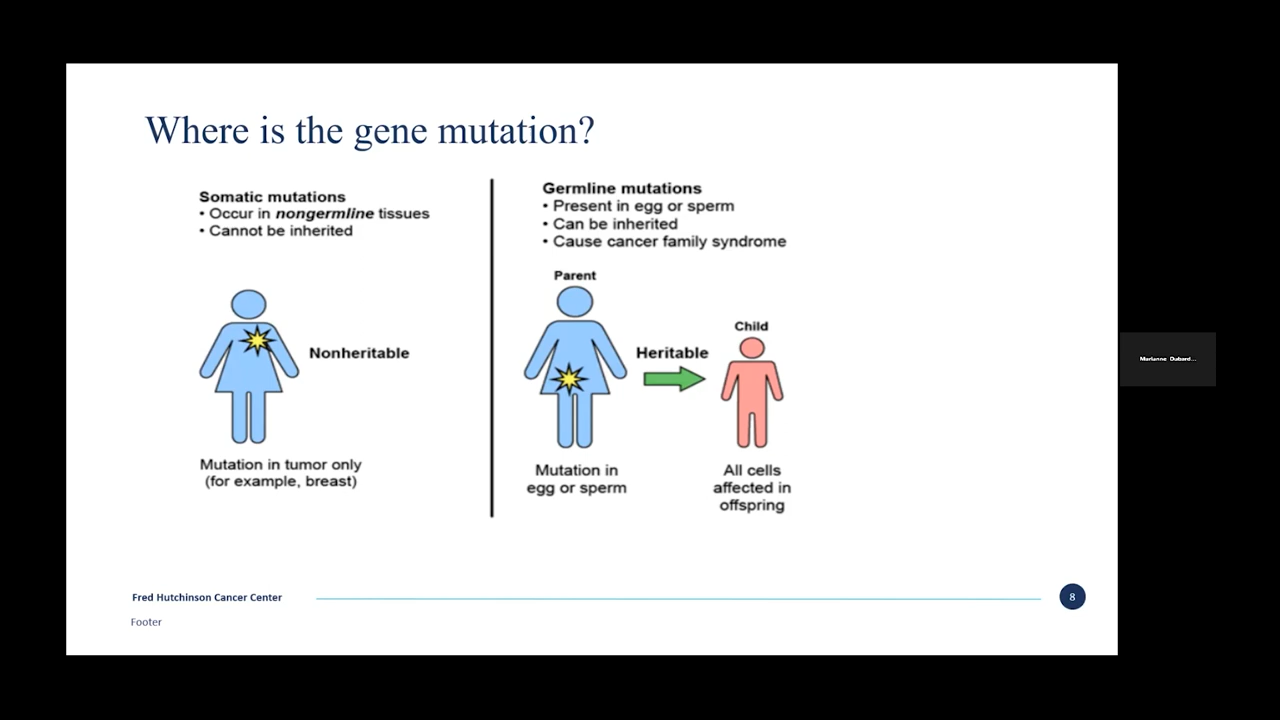 Where is the gene mutation?
Somatic mutations
• Occur in nongermline tissues
• Cannot be inherited
Nonheritable
Mutation in tumor only
(for example, breast)
Germline mutations
• Present in egg or sperm
• Can be inherited
• Cause cancer family syndrome
Parent
Heritable
Child
Mutation in
egg or sperm
All cells
affected in
offspring
Fred Hutchinson Cancer Center
8
Footer
Marianne Dubard...